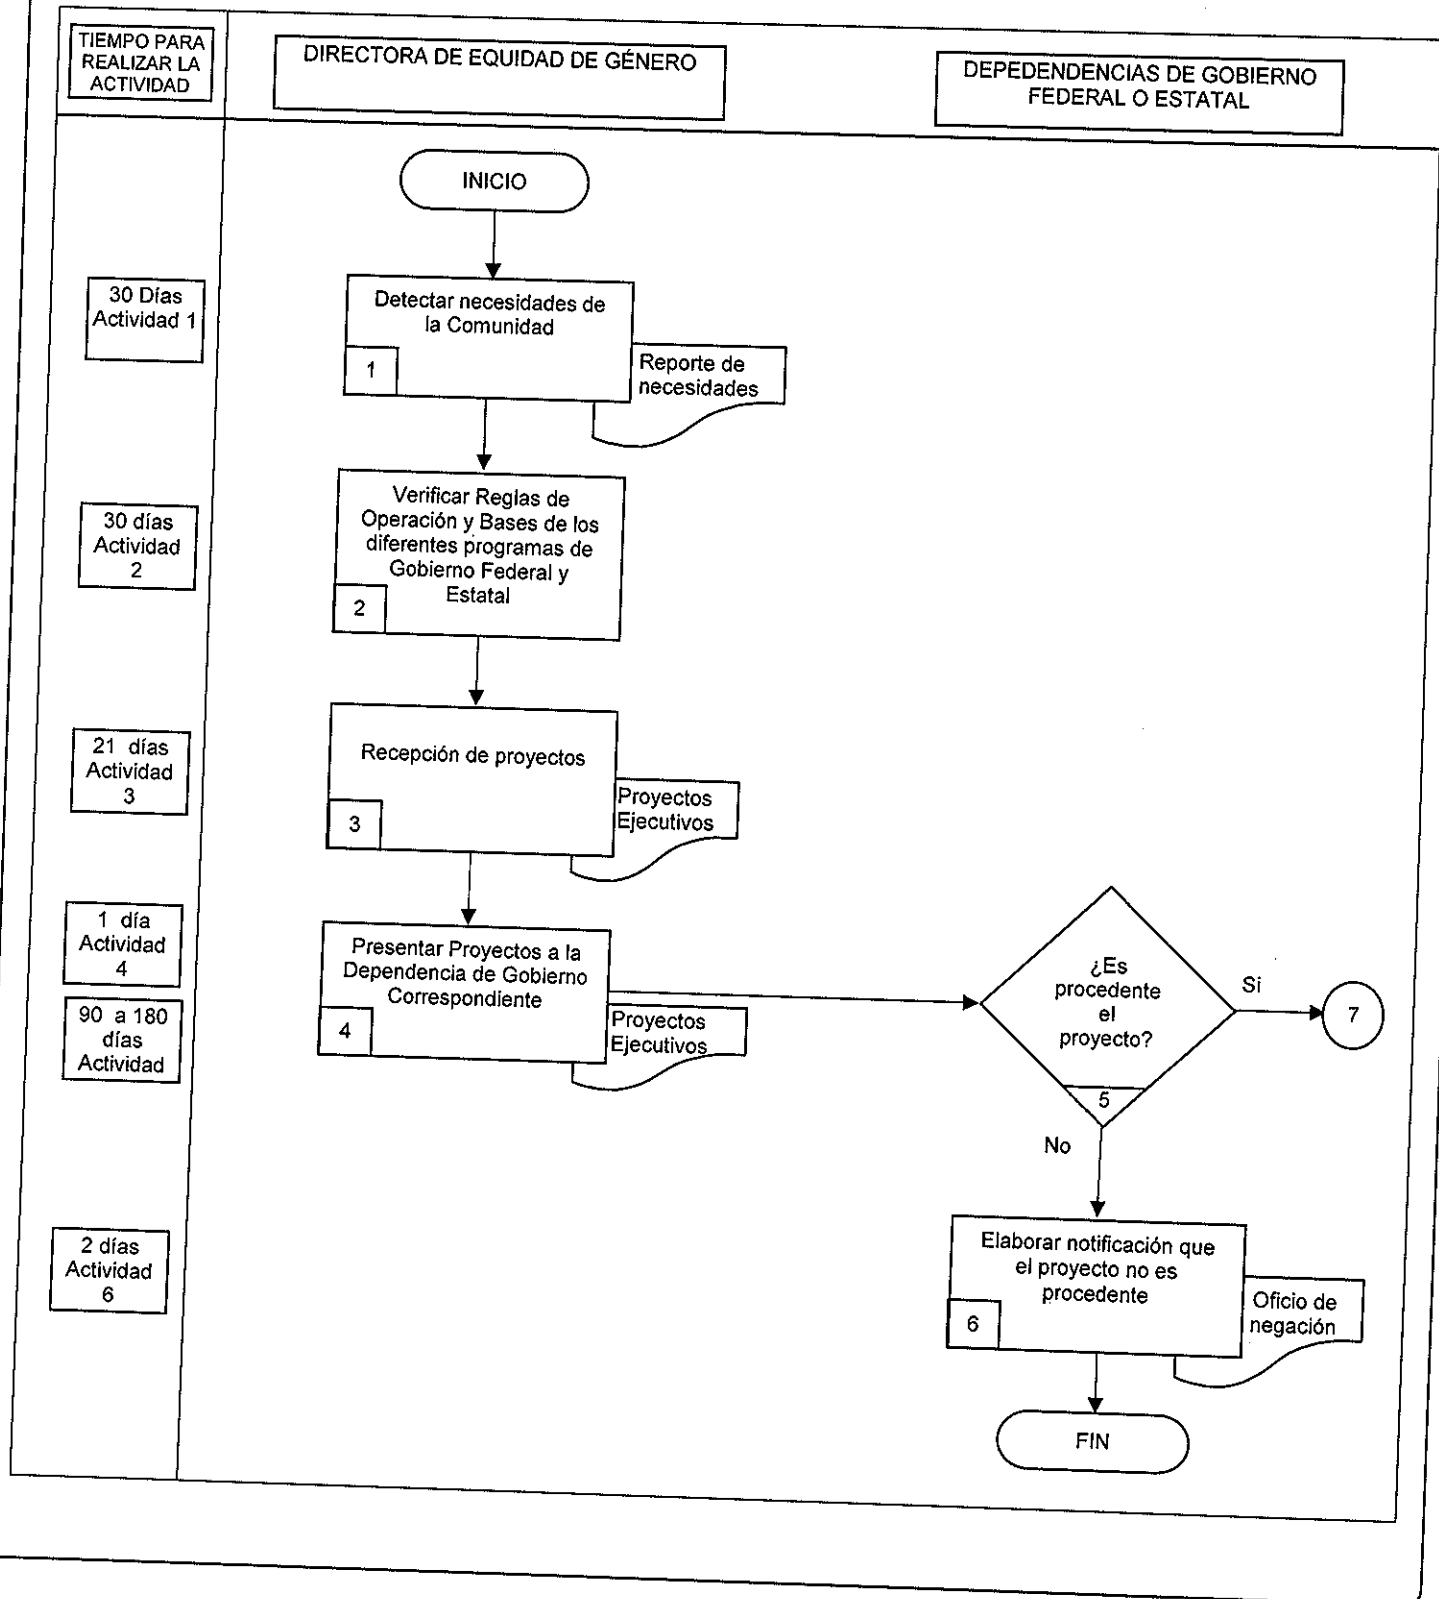 TIEMPO PARA
REALIZAR LA
ACTIVIDAD
DIRECTORA DE EQUIDAD DE GÉNERO
DEPEDENDENCIAS DE GOBIERNO
FEDERAL O ESTATAL
INICIO
30 Días
Actividad 1
Detectar necesidades de
la Comunidad
1
Reporte de
necesidades
30 días
Actividad
2
Verificar Reglas de
Operación y Bases de los
diferentes programas de
Gobierno Federal y
Estatal
2
21 días
Actividad
3
Recepción de proyectos
3
Proyectos
Ejecutivos
1 día
Actividad
4
Presentar Proyectos a la
Dependencia de Gobierno
Correspondiente
4
Proyectos
Ejecutivos
90 a 180
días
Actividad
¿Es
procedente
el
proyecto?
5
Sí
7
No
2 días
Actividad
6
Elaborar notificación que
el proyecto no es
procedente
6
Oficio de
negación
FIN